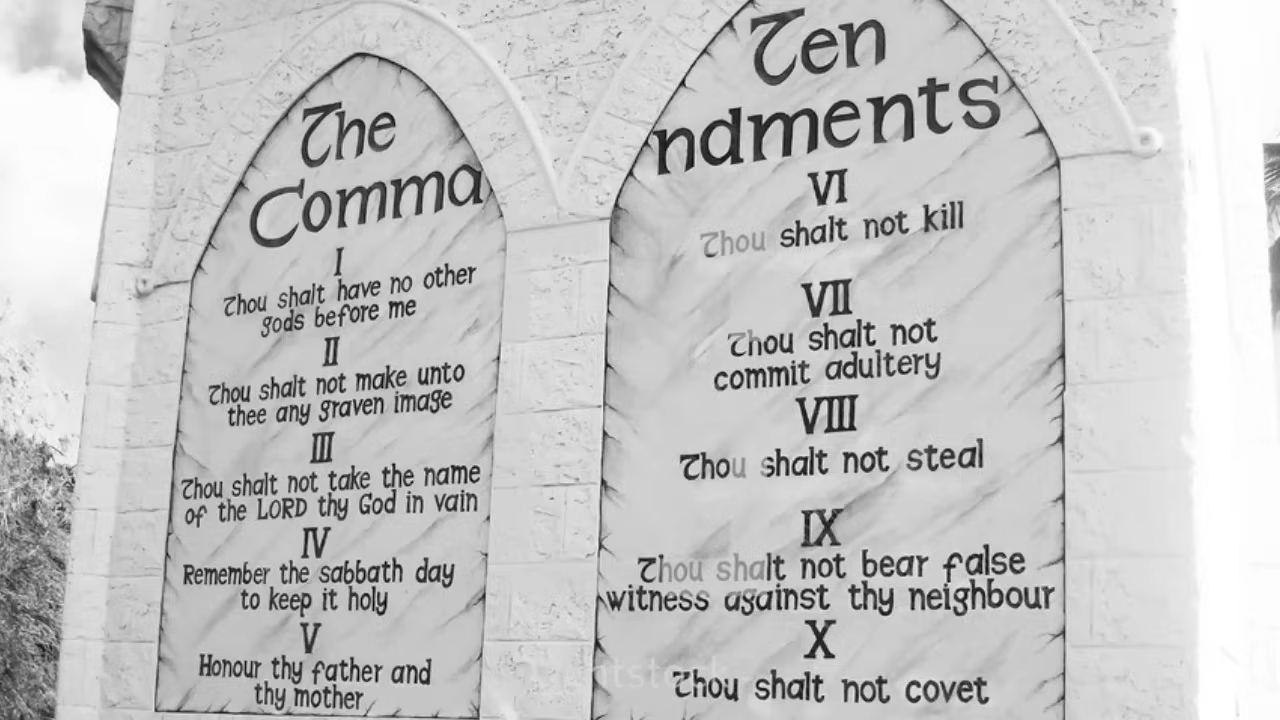 The
Comma
I
Thou shalt have no other
gods before me
II
Thou shalt not make unto
thee any graven image
III
Thou shalt not take the name
of the LORD thy God in vain
IV
Remember the sabbath day
to keep it holy
V
Honour thy father and
thy mother
Ten
ndments
VI
Thou shalt not kill
VII
Thou shalt not
commit adultery
VIII
Thou shalt not steal
IX
Thou shalt not bear false
witness against thy neighbour
X
Thou shalt not covet